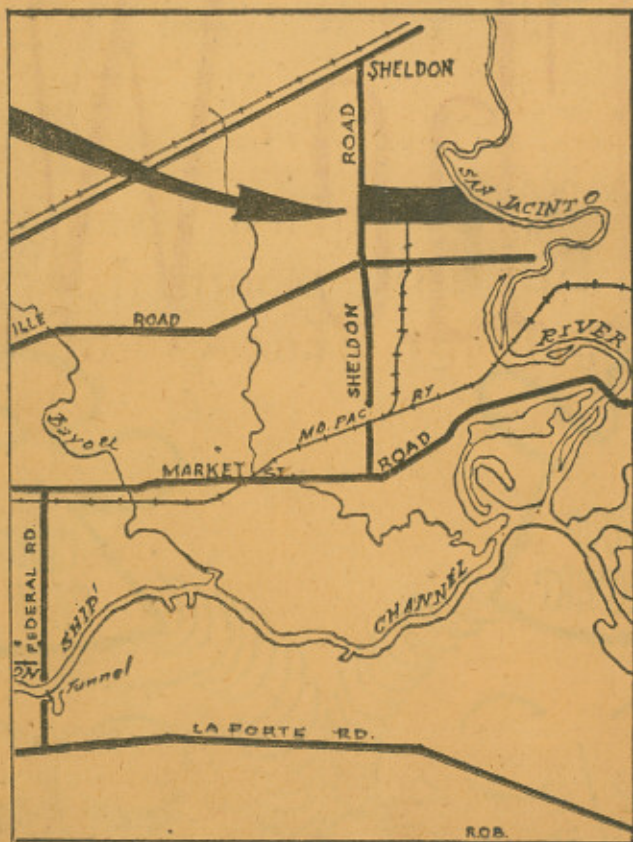 SHELDON
ROAD
SAN JACINTO
ILLE ROAD
RIVER
SHELDON
MO. PAC. RY.
Bayou
MARKET ST. ROAD
FEDERAL RD.
SHIP CHANNEL
ON
Tunnel
LA PORTE RD.
R.O.B.